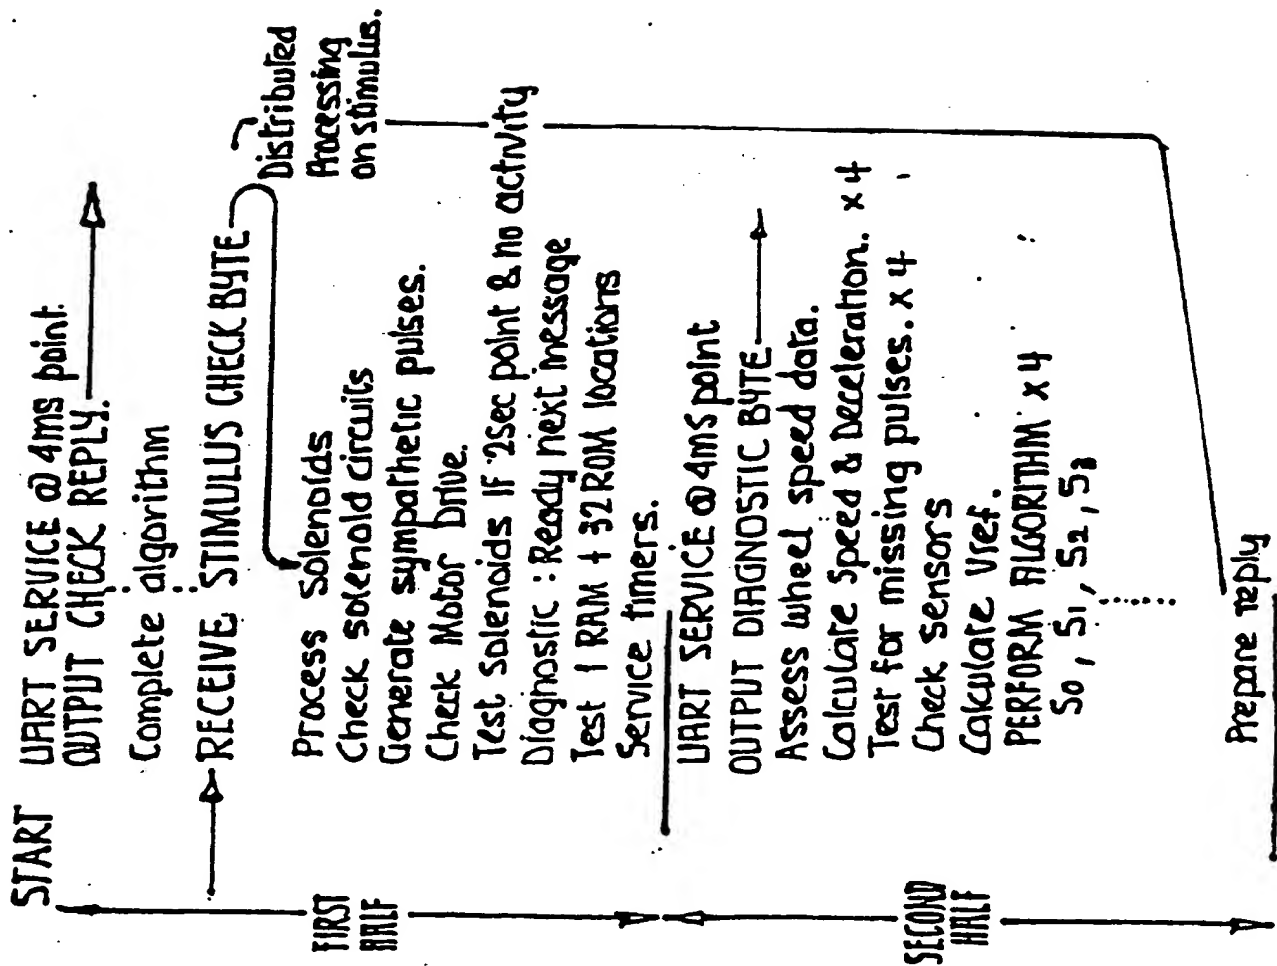 START
UART SERVICE @ 4ms point.
OUTPUT CHECK REPLY.
Complete algorithm
RECEIVE STIMULUS CHECK BYTE
Distributed
Processing
on stimulus.
FIRST
HALF
Process solenoids
Check solenoid circuits
Generate sympathetic pulses.
Check Motor Drive.
Test solenoids IF 2sec point & no activity
Diagnostic : Ready next message
Test 1 RAM + 32 ROM locations
Service timers.
SECOND
HALF
UART SERVICE @ 4ms point
OUTPUT DIAGNOSTIC BYTE
Assess wheel speed data.
Calculate Speed & Deceleration. x 4
Test for missing pulses. x 4
Check sensors
Calculate Vref.
PERFORM ALGORITHM x 4
S0, S1, S2, S3
Prepare reply